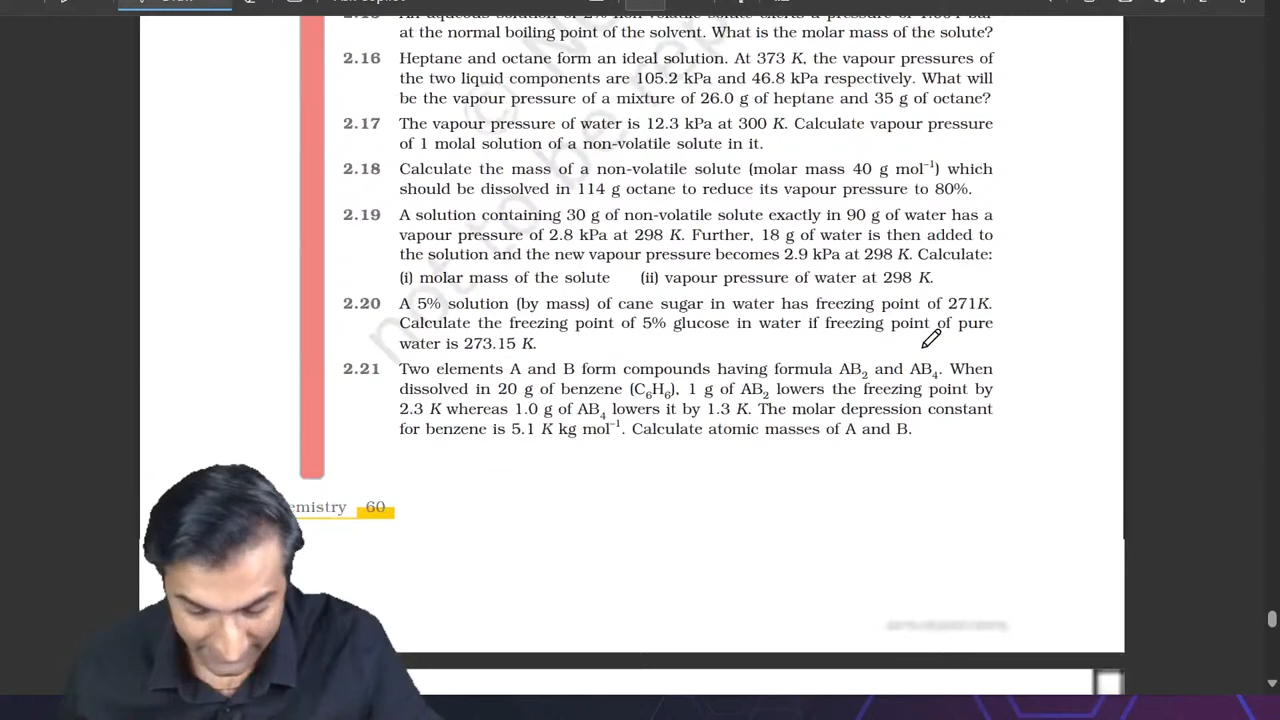 at the normal boiling point of the solvent. What is the molar mass of the solute?
2.16 Heptane and octane form an ideal solution. At 373 K, the vapour pressures of
the two liquid components are 105.2 kPa and 46.8 kPa respectively. What will
be the vapour pressure of a mixture of 26.0 g of heptane and 35 g of octane?
2.17 The vapour pressure of water is 12.3 kPa at 300 K. Calculate vapour pressure
of 1 molal solution of a non-volatile solute in it.
2.18 Calculate the mass of a non-volatile solute (molar mass 40 g mol⁻¹) which
should be dissolved in 114 g octane to reduce its vapour pressure to 80%.
2.19 A solution containing 30 g of non-volatile solute exactly in 90 g of water has a
vapour pressure of 2.8 kPa at 298 K. Further, 18 g of water is then added to
the solution and the new vapour pressure becomes 2.9 kPa at 298 K. Calculate:
(i) molar mass of the solute (ii) vapour pressure of water at 298 K.
2.20 A 5% solution (by mass) of cane sugar in water has freezing point of 271K.
Calculate the freezing point of 5% glucose in water if freezing point of pure
water is 273.15 K.
2.21 Two elements A and B form compounds having formula AB₂ and AB₄. When
dissolved in 20 g of benzene (C₆H₆), 1 g of AB₂ lowers the freezing point by
2.3 K whereas 1.0 g of AB₄ lowers it by 1.3 K. The molar depression constant
for benzene is 5.1 K kg mol⁻¹. Calculate atomic masses of A and B.
emistry 60
not to be rep